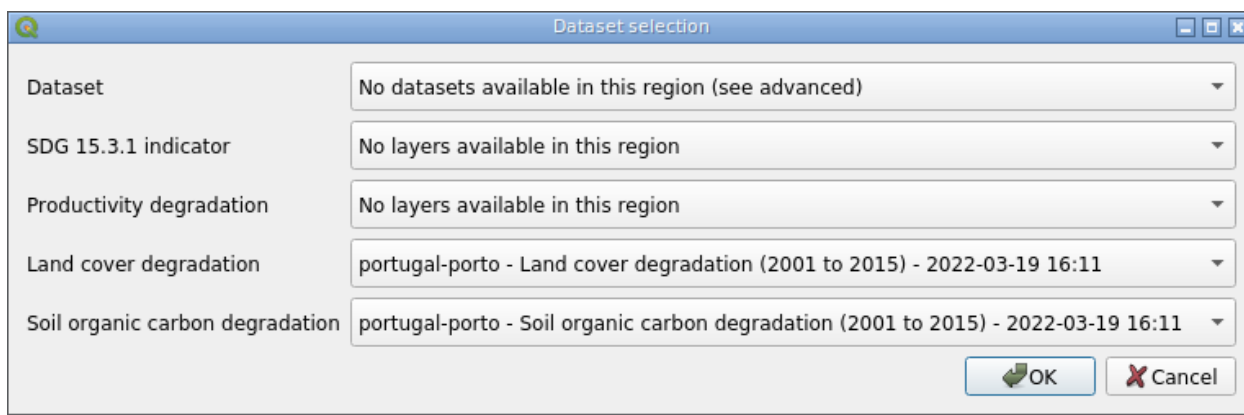 Dataset selection
Dataset No datasets available in this region (see advanced)
SDG 15.3.1 indicator No layers available in this region
Productivity degradation No layers available in this region
Land cover degradation portugal-porto - Land cover degradation (2001 to 2015) - 2022-03-19 16:11
Soil organic carbon degradation portugal-porto - Soil organic carbon degradation (2001 to 2015) - 2022-03-19 16:11
OK Cancel